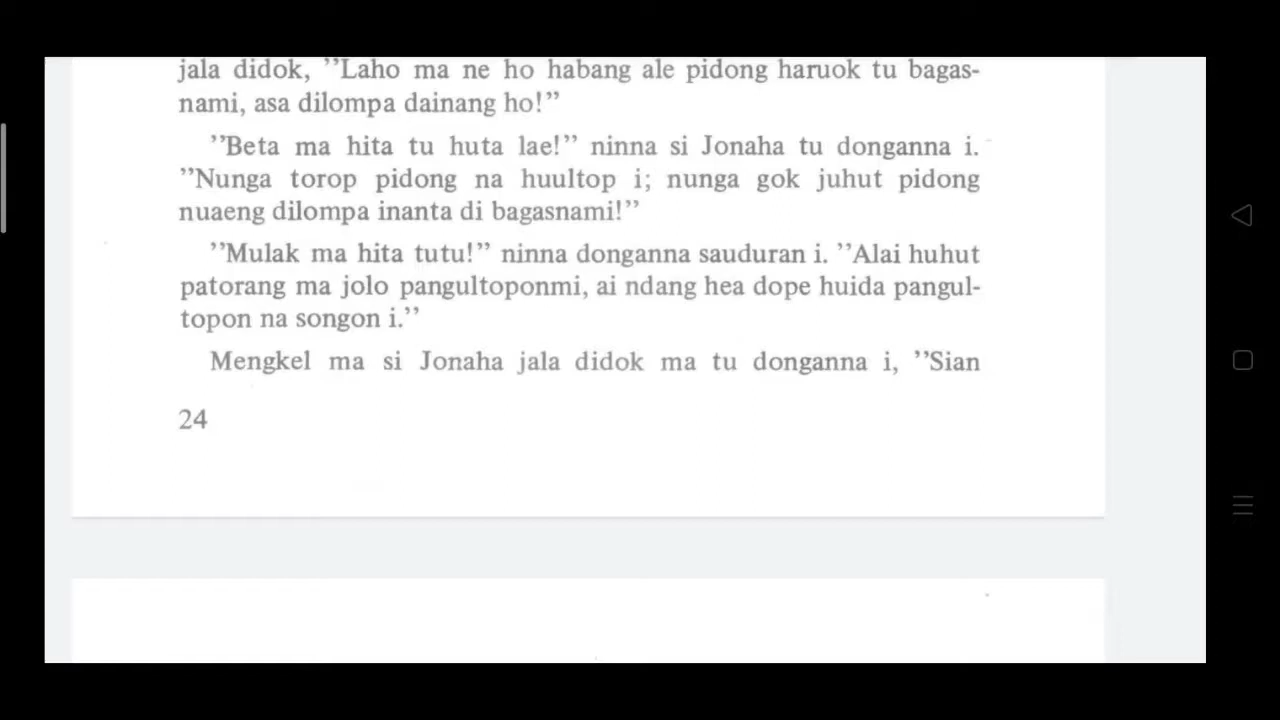 jala didok, ”Laho ma ne ho habang ale pidong haruok tu bagas-
nami, asa dilompa dainang ho!”
”Beta ma hita tu huta lae!” ninna si Jonaha tu donganna i.
”Nunga torop pidong na huultop i; nunga gok juhut pidong
nuaeng dilompa inanta di bagasnami!”
”Mulak ma hita tutu!” ninna donganna sauduran i. ”Alai huhut
patorang ma jolo pangultoponmi, ai ndang hea dope huida pangul-
topon na songon i.”
Mengkel ma si Jonaha jala didok ma tu donganna i, ”Sian
24